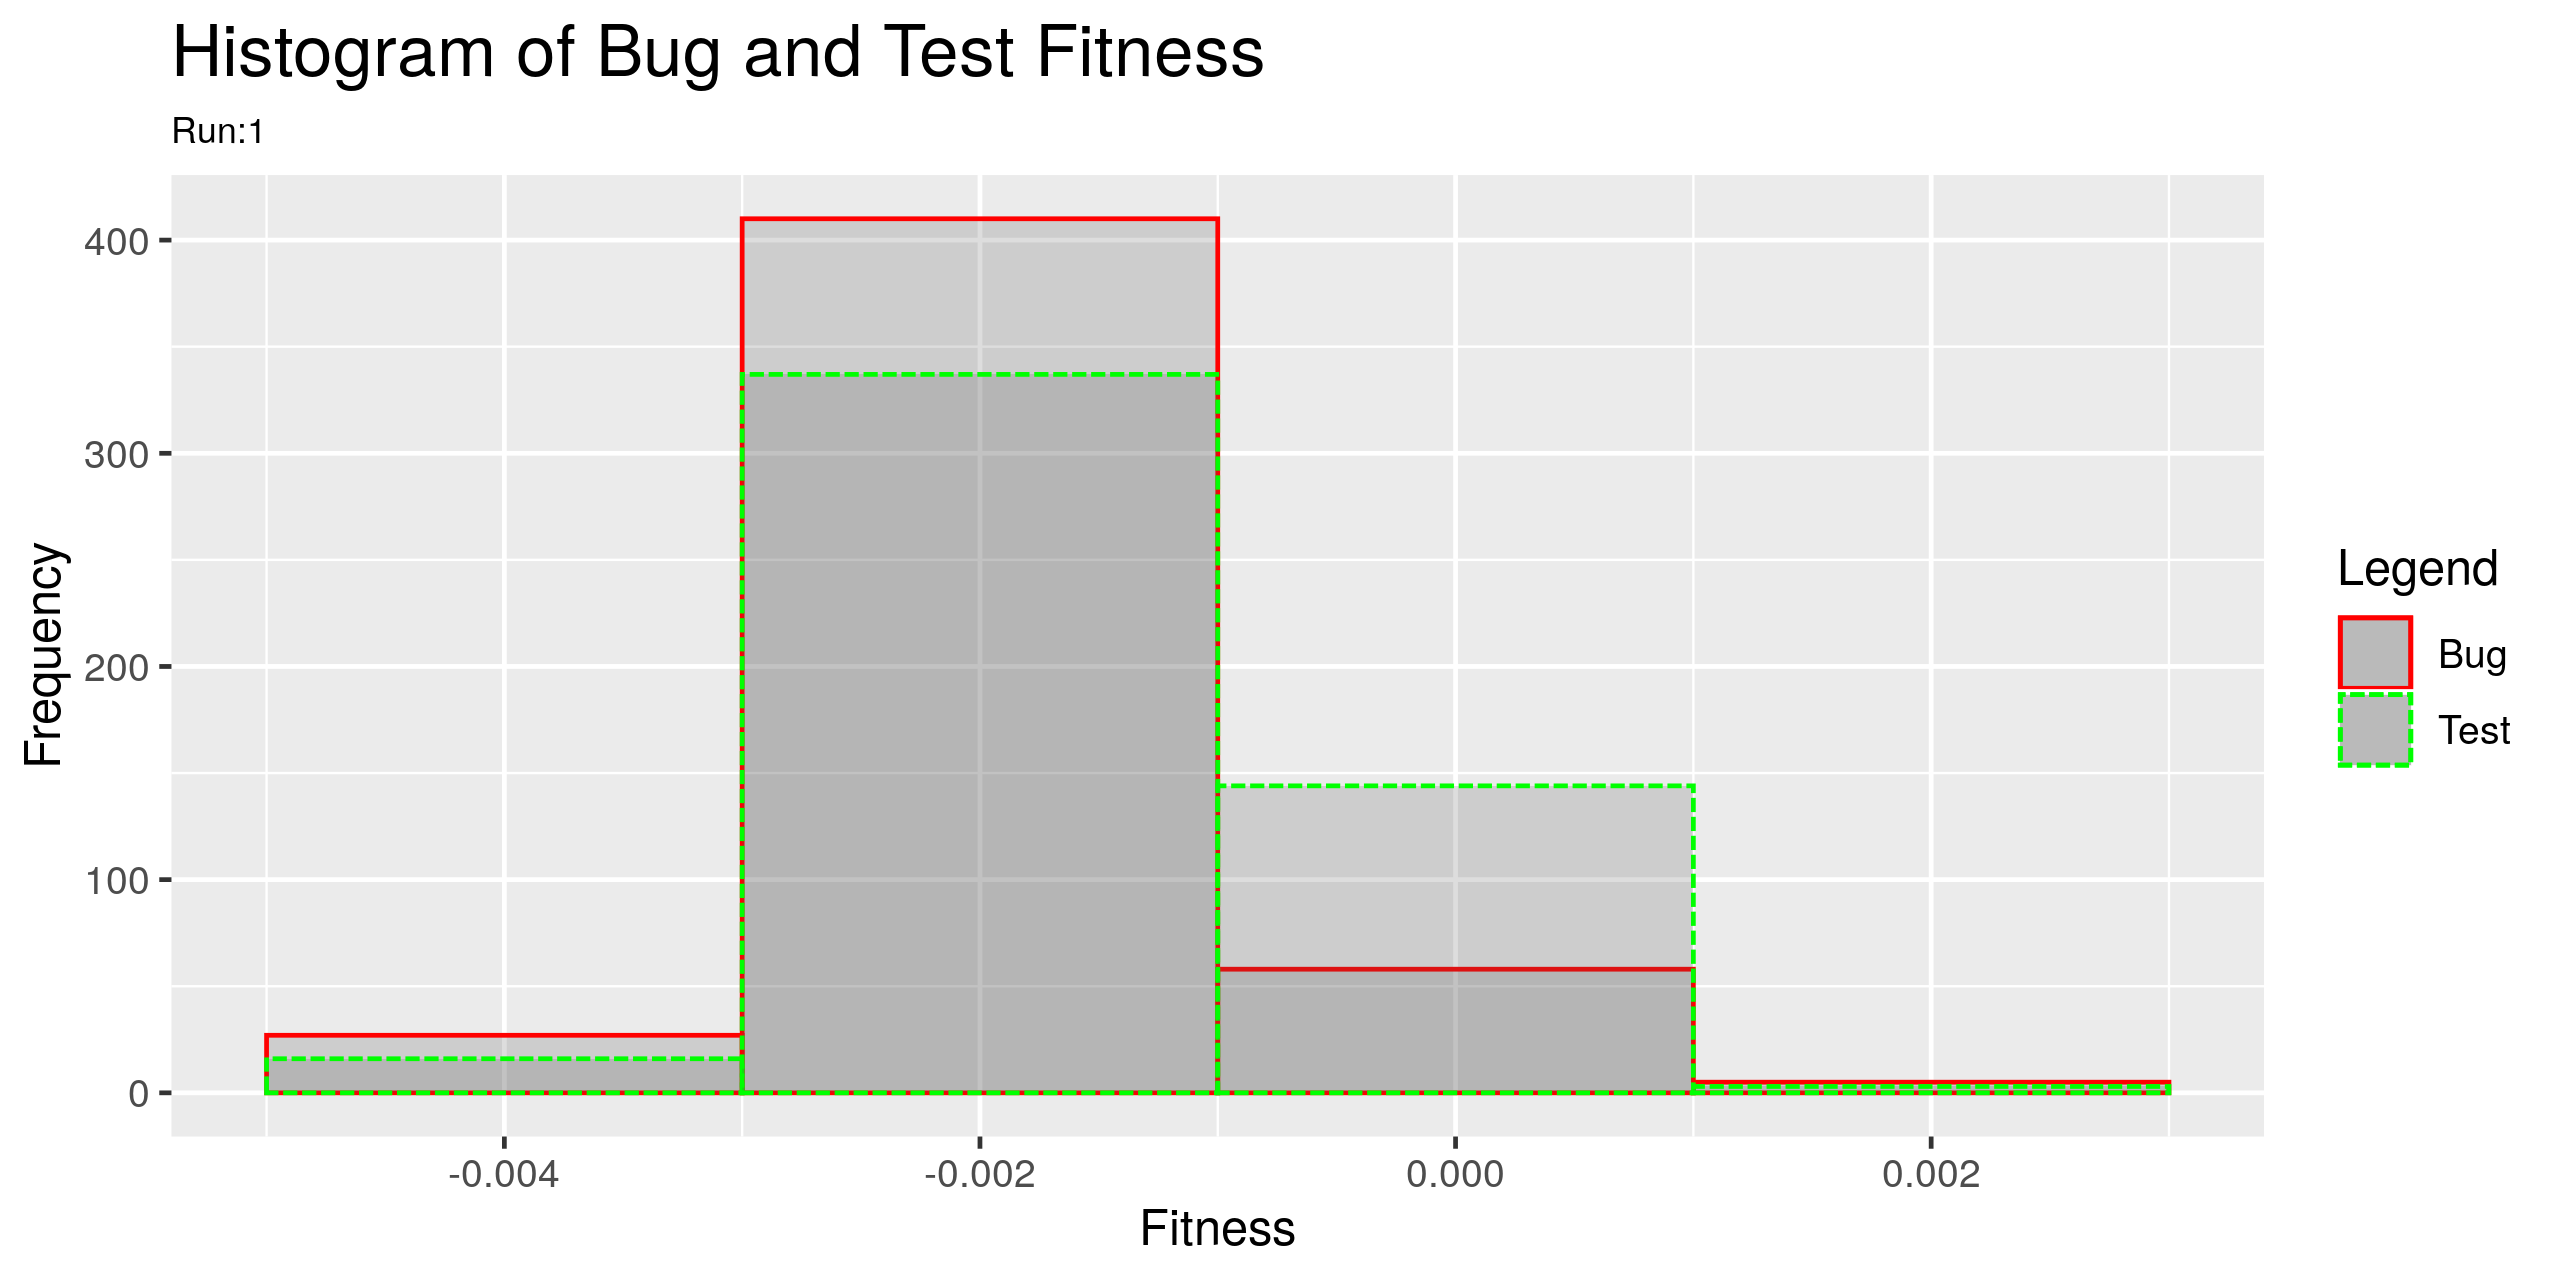 Histogram of Bug and Test Fitness
Run:1
400
300
200
100
0
Frequency
-0.004
-0.002
0.000
0.002
Fitness
Legend
Bug
Test